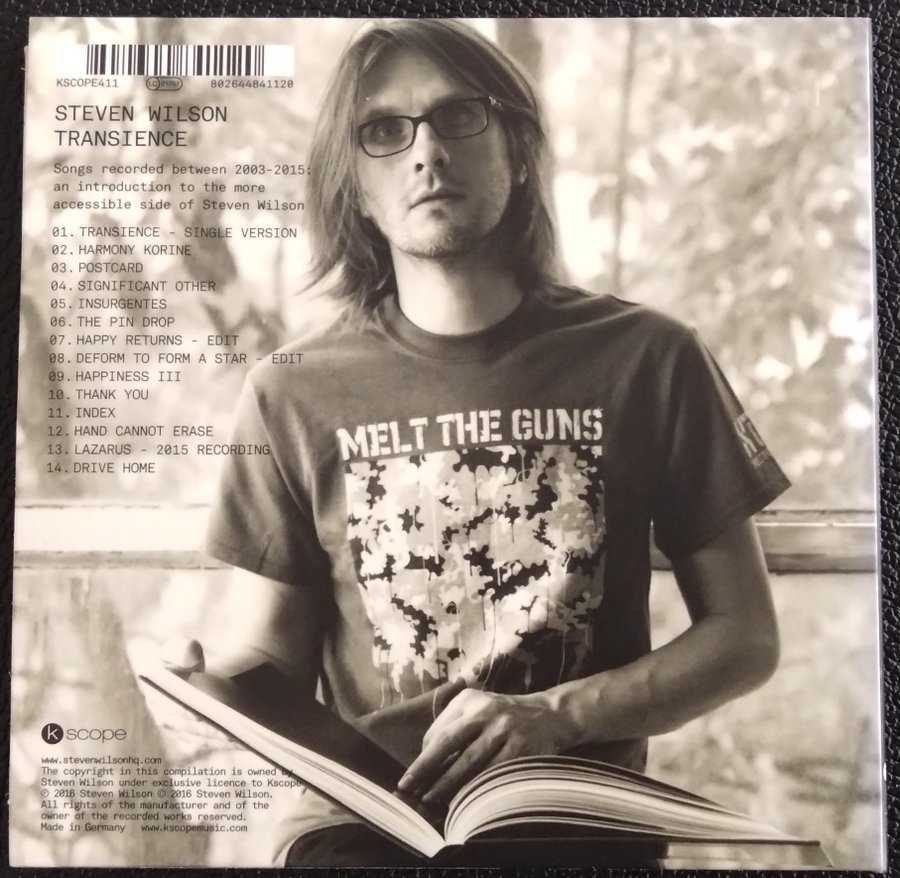 KSCOPE411 LC 802644841120
STEVEN WILSON
TRANSIENCE
Songs recorded between 2003-2015:
an introduction to the more
accessible side of Steven Wilson
01. TRANSIENCE - SINGLE VERSION
02. HARMONY KORINE
03. POSTCARD
04. SIGNIFICANT OTHER
05. INSURGENTES
06. THE PIN DROP
07. HAPPY RETURNS - EDIT
08. DEFORM TO FORM A STAR - EDIT
09. HAPPINESS III
10. THANK YOU
11. INDEX
12. HAND CANNOT ERASE
13. LAZARUS - 2015 RECORDING
14. DRIVE HOME
MELT THE GUNS
k scope
www.stevenwilsonhq.com
The copyright in this compilation is owned by
Steven Wilson under exclusive licence to Kscope
℗ 2016 Steven Wilson © 2016 Steven Wilson.
All rights of the manufacturer and of the
owner of the recorded works reserved.
Made in Germany www.kscopemusic.com